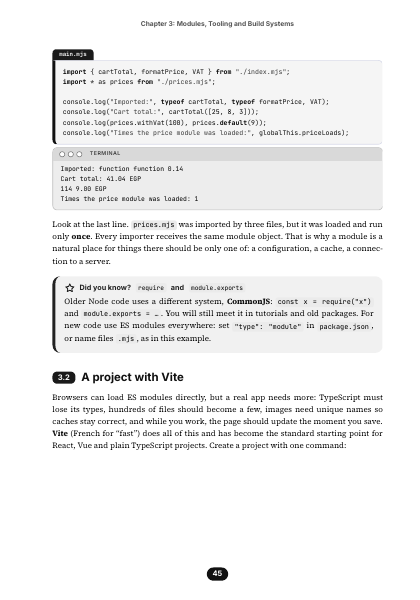 Chapter 3: Modules, Tooling and Build Systems
main.mjs
import { cartTotal, formatPrice, VAT } from "./index.mjs";
import * as prices from "./prices.mjs";
console.log("Imported:", typeof cartTotal, typeof formatPrice, VAT);
console.log("Cart total:", cartTotal([25, 8, 3]));
console.log(prices.withVat(100), prices.default(9));
console.log("Times the price module was loaded:", globalThis.priceLoads);
TERMINAL
Imported: function function 0.14
Cart total: 41.04 EGP
114 9.00 EGP
Times the price module was loaded: 1
Look at the last line. prices.mjs was imported by three files, but it was loaded and run
only once. Every importer receives the same module object. That is why a module is a
natural place for things there should be only one of: a configuration, a cache, a connec-
tion to a server.
Did you know? require and module.exports
Older Node code uses a different system, CommonJS: const x = require("x")
and module.exports = …. You will still meet it in tutorials and old packages. For
new code use ES modules everywhere: set "type": "module" in package.json,
or name files .mjs, as in this example.
3.2 A project with Vite
Browsers can load ES modules directly, but a real app needs more: TypeScript must
lose its types, hundreds of files should become a few, images need unique names so
caches stay correct, and while you work, the page should update the moment you save.
Vite (French for “fast”) does all of this and has become the standard starting point for
React, Vue and plain TypeScript projects. Create a project with one command:
45